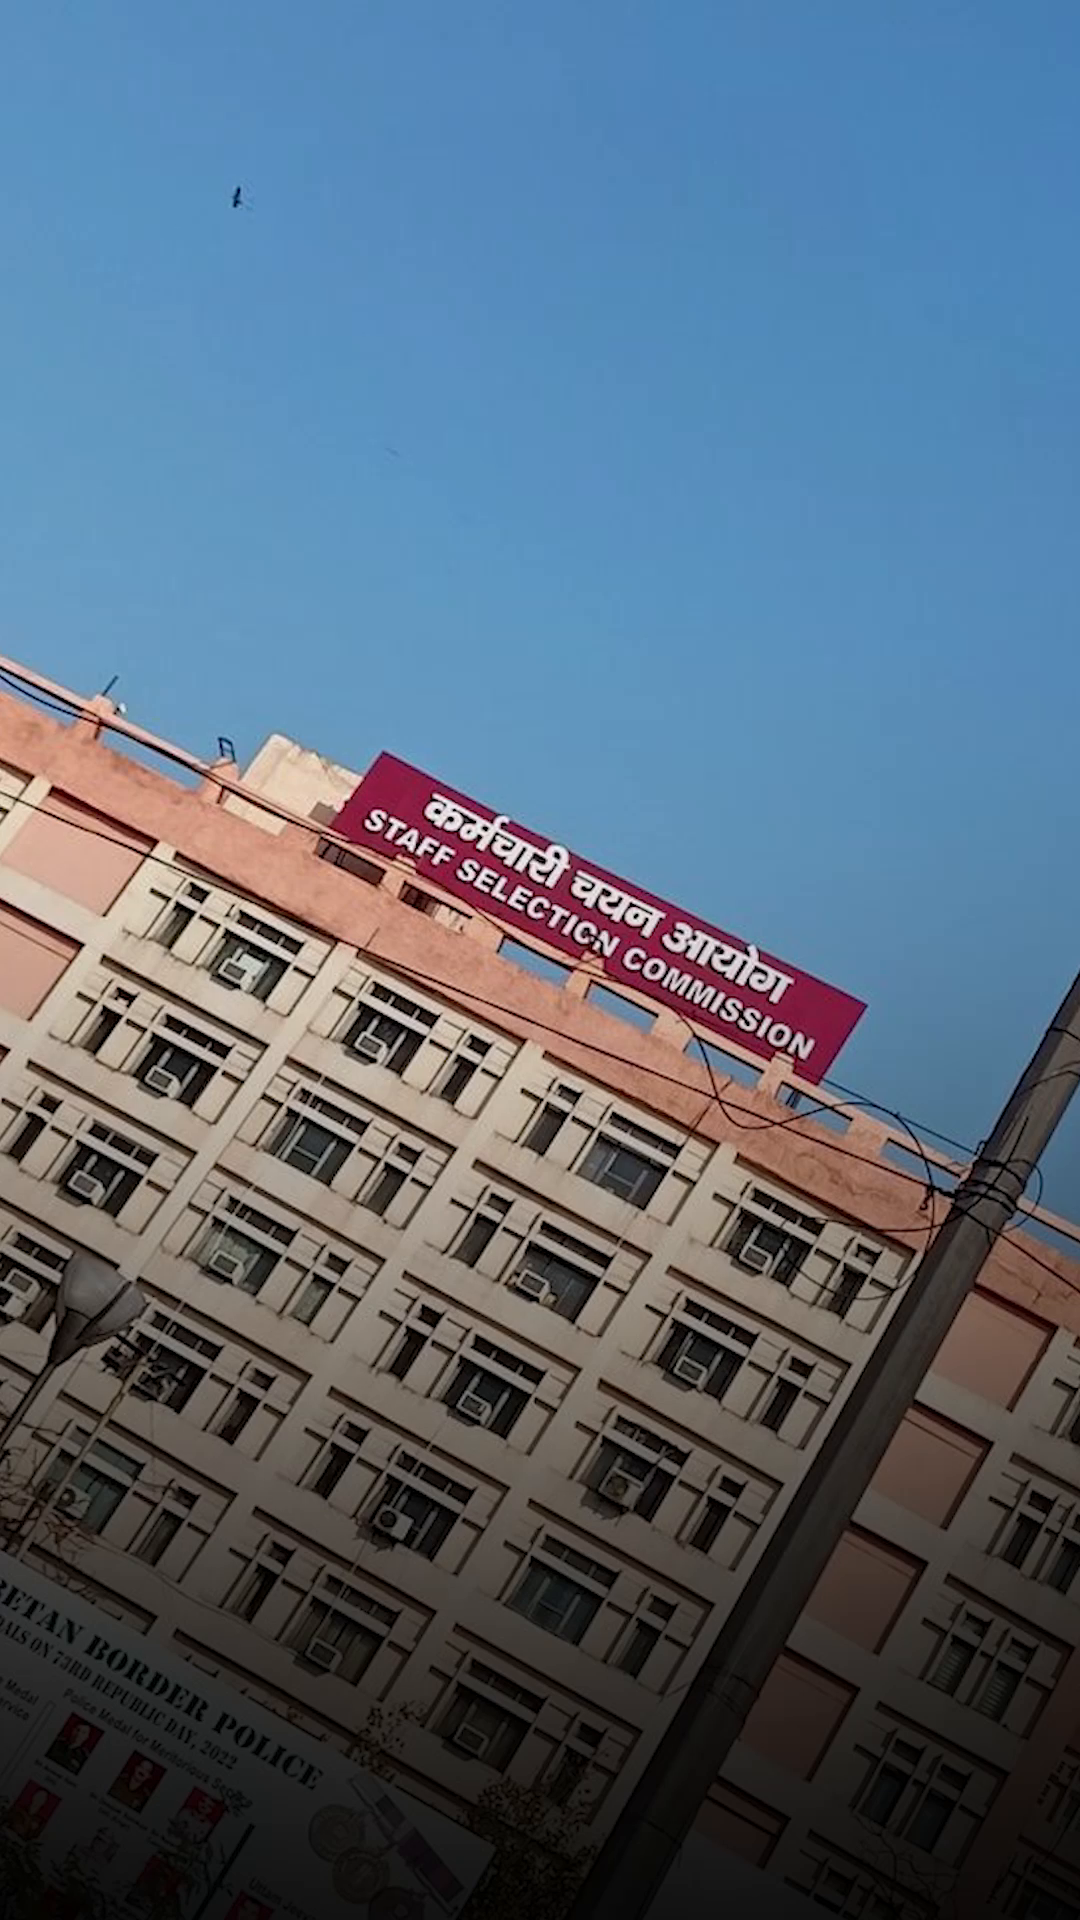 कर्मचारी चयन आयोग
STAFF SELECTION COMMISSION
BORDER POLICE
ON 73RD REPUBLIC DAY, 2022
Medal
Police Medal for Meritorious Service